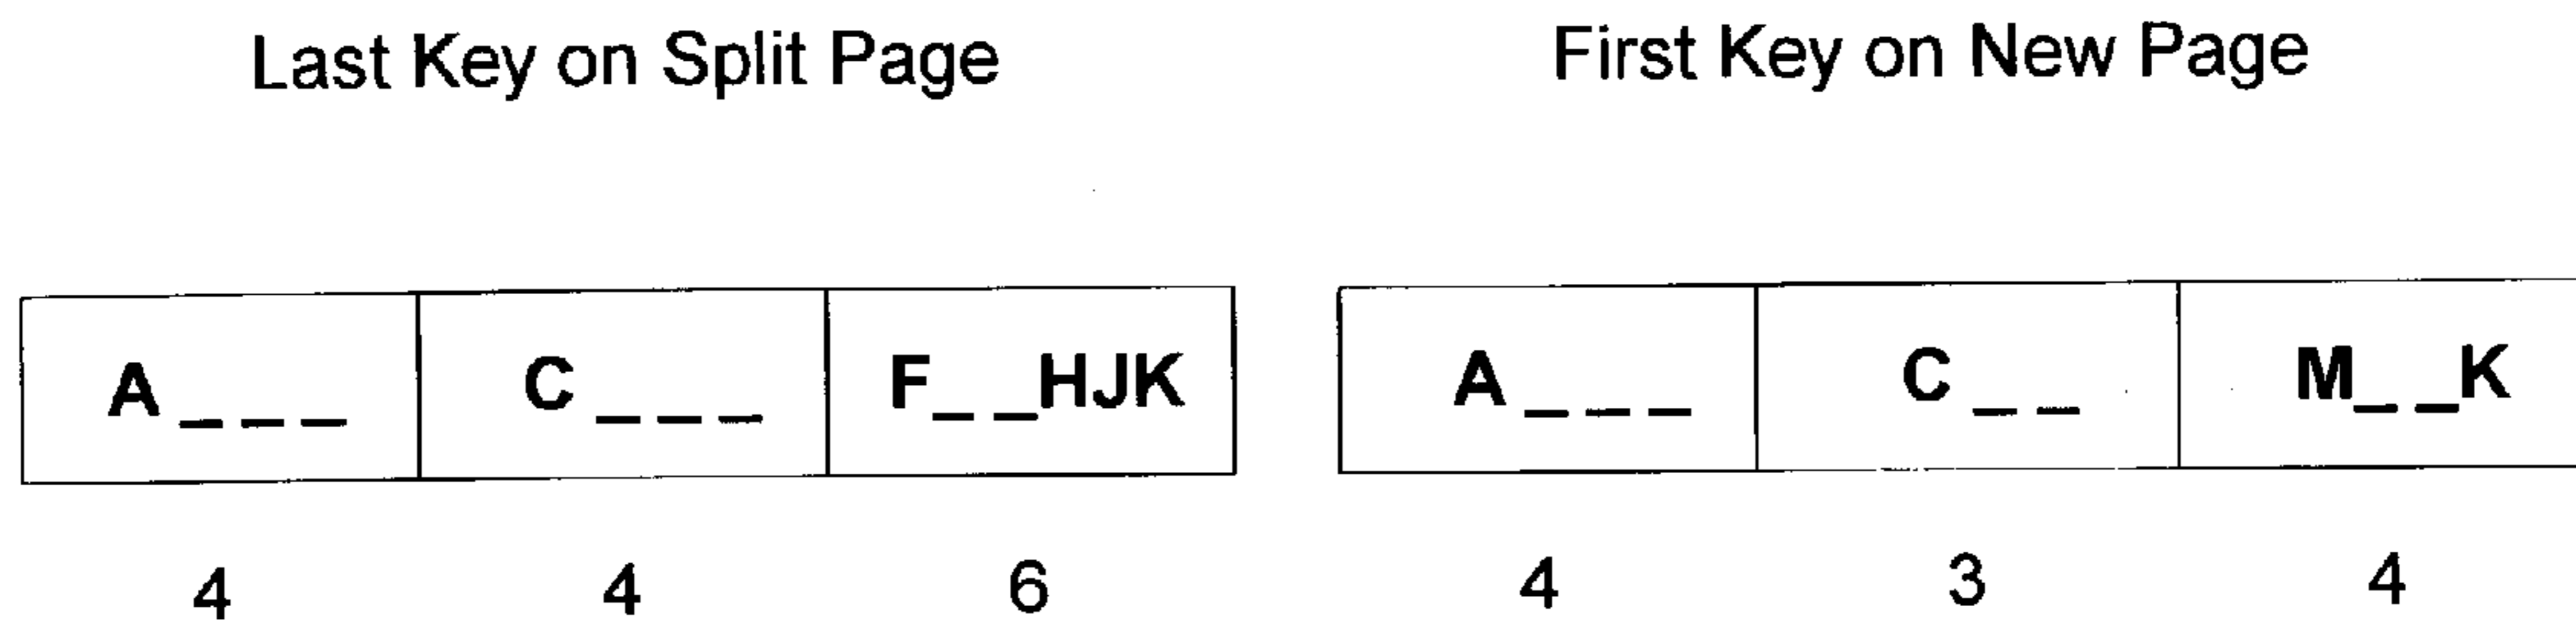 Last Key on Split Page First Key on New Page
A _ _ _ C _ _ _ F_ _HJK A _ _ _ C _ _ M_ _K
4 4 6 4 3 4